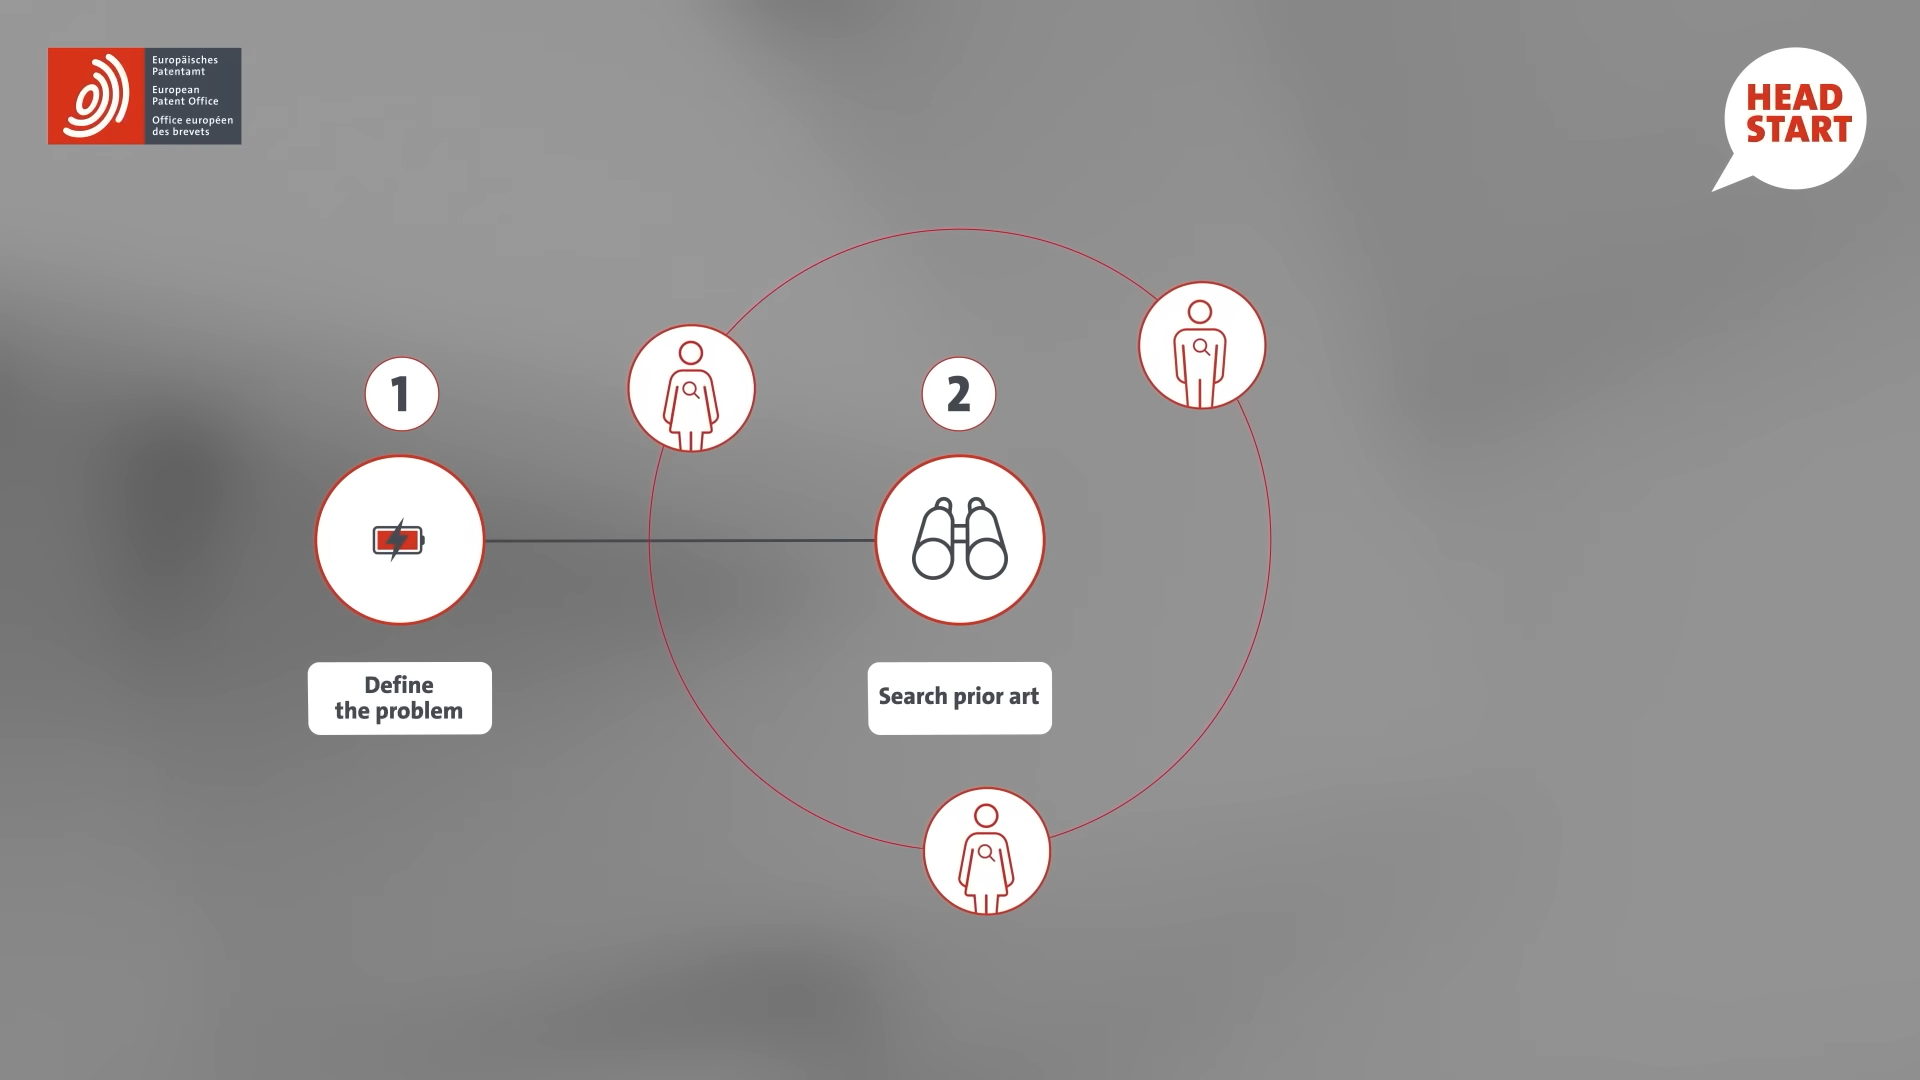 Europäisches
Patentamt
European
Patent Office
Office européen
des brevets
HEAD
START
1
2
Define
the problem
Search prior art